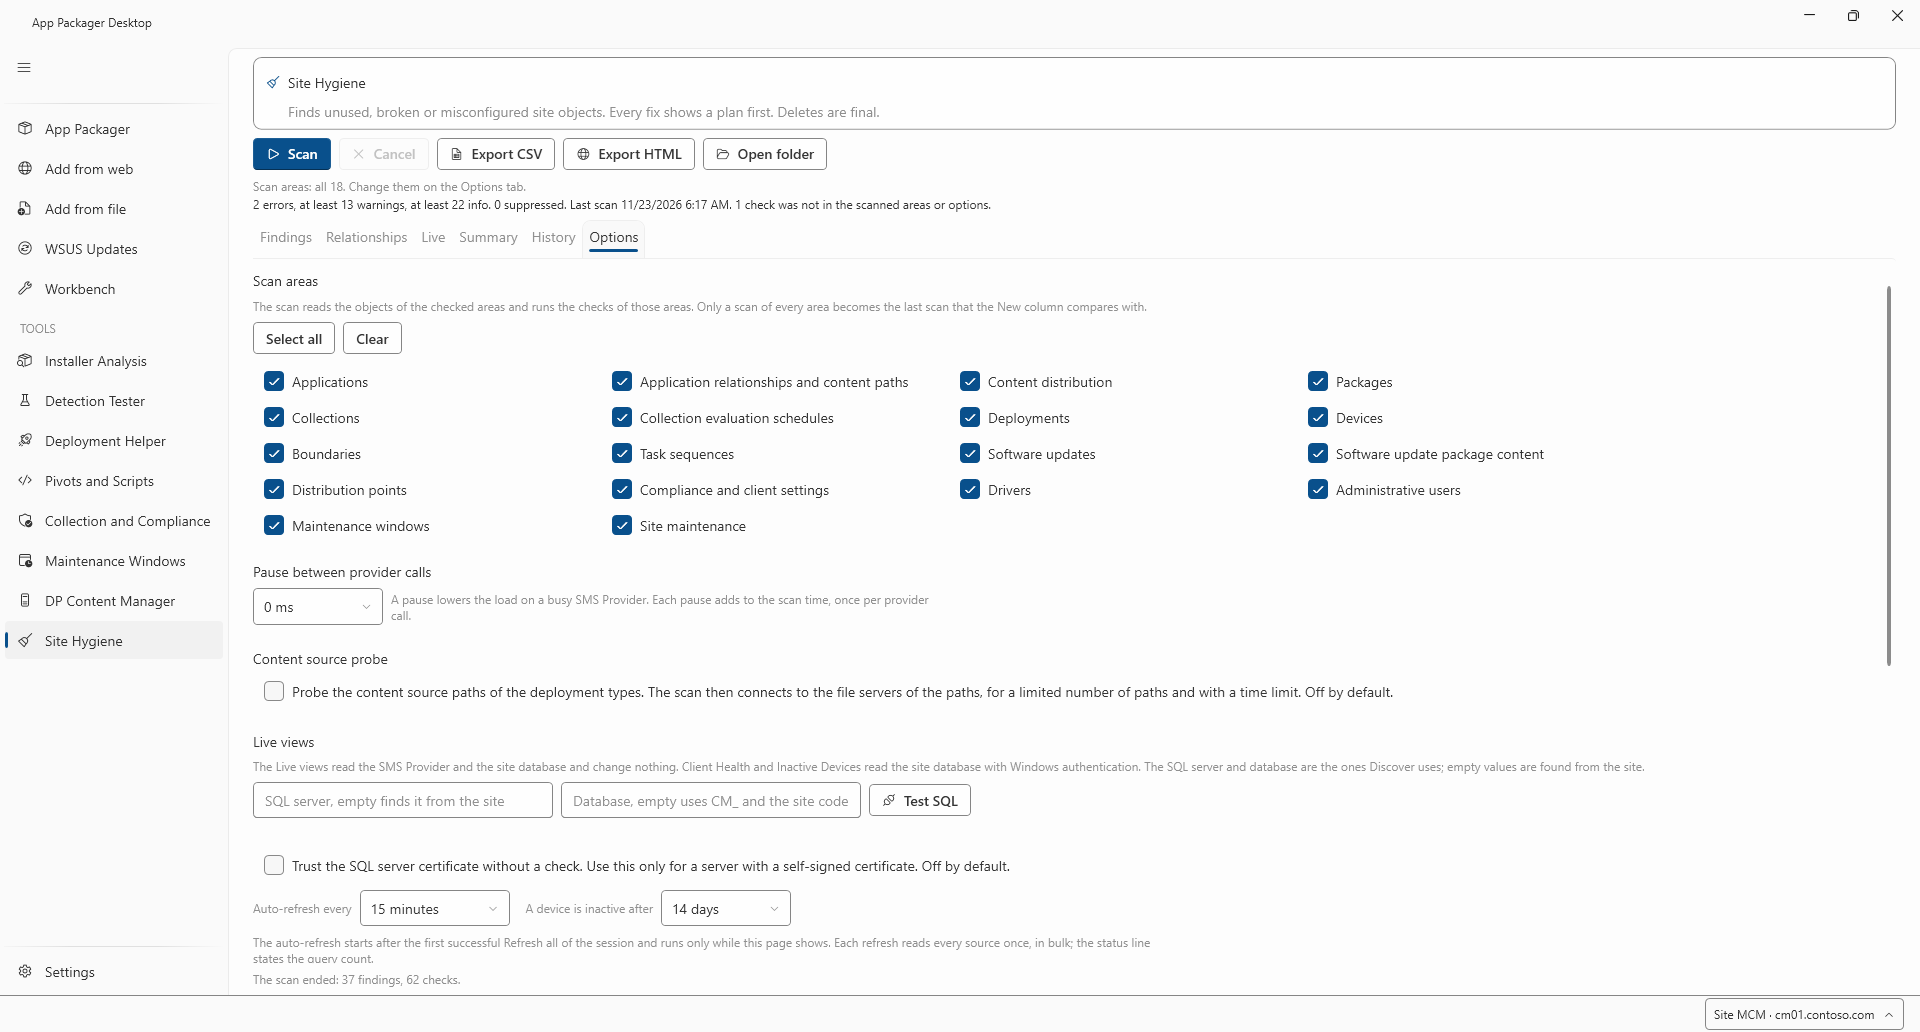 App Packager Desktop
App Packager
Add from web
Add from file
WSUS Updates
Workbench
TOOLS
Installer Analysis
Detection Tester
Deployment Helper
Pivots and Scripts
Collection and Compliance
Maintenance Windows
DP Content Manager
Site Hygiene
Settings
Site Hygiene
Finds unused, broken or misconfigured site objects. Every fix shows a plan first. Deletes are final.
Scan Cancel Export CSV Export HTML Open folder
Scan areas: all 18. Change them on the Options tab.
2 errors, at least 13 warnings, at least 22 info. 0 suppressed. Last scan 11/23/2026 6:17 AM. 1 check was not in the scanned areas or options.
Findings Relationships Live Summary History Options
Scan areas
The scan reads the objects of the checked areas and runs the checks of those areas. Only a scan of every area becomes the last scan that the New column compares with.
Select all Clear
Applications Application relationships and content paths Content distribution Packages
Collections Collection evaluation schedules Deployments Devices
Boundaries Task sequences Software updates Software update package content
Distribution points Compliance and client settings Drivers Administrative users
Maintenance windows Site maintenance
Pause between provider calls
0 ms
A pause lowers the load on a busy SMS Provider. Each pause adds to the scan time, once per provider
call.
Content source probe
Probe the content source paths of the deployment types. The scan then connects to the file servers of the paths, for a limited number of paths and with a time limit. Off by default.
Live views
The Live views read the SMS Provider and the site database and change nothing. Client Health and Inactive Devices read the site database with Windows authentication. The SQL server and database are the ones Discover uses; empty values are found from the site.
SQL server, empty finds it from the site Database, empty uses CM_ and the site code Test SQL
Trust the SQL server certificate without a check. Use this only for a server with a self-signed certificate. Off by default.
Auto-refresh every 15 minutes A device is inactive after 14 days
The auto-refresh starts after the first successful Refresh all of the session and runs only while this page shows. Each refresh reads every source once, in bulk; the status line
states the query count.
The scan ended: 37 findings, 62 checks.
Site MCM · cm01.contoso.com